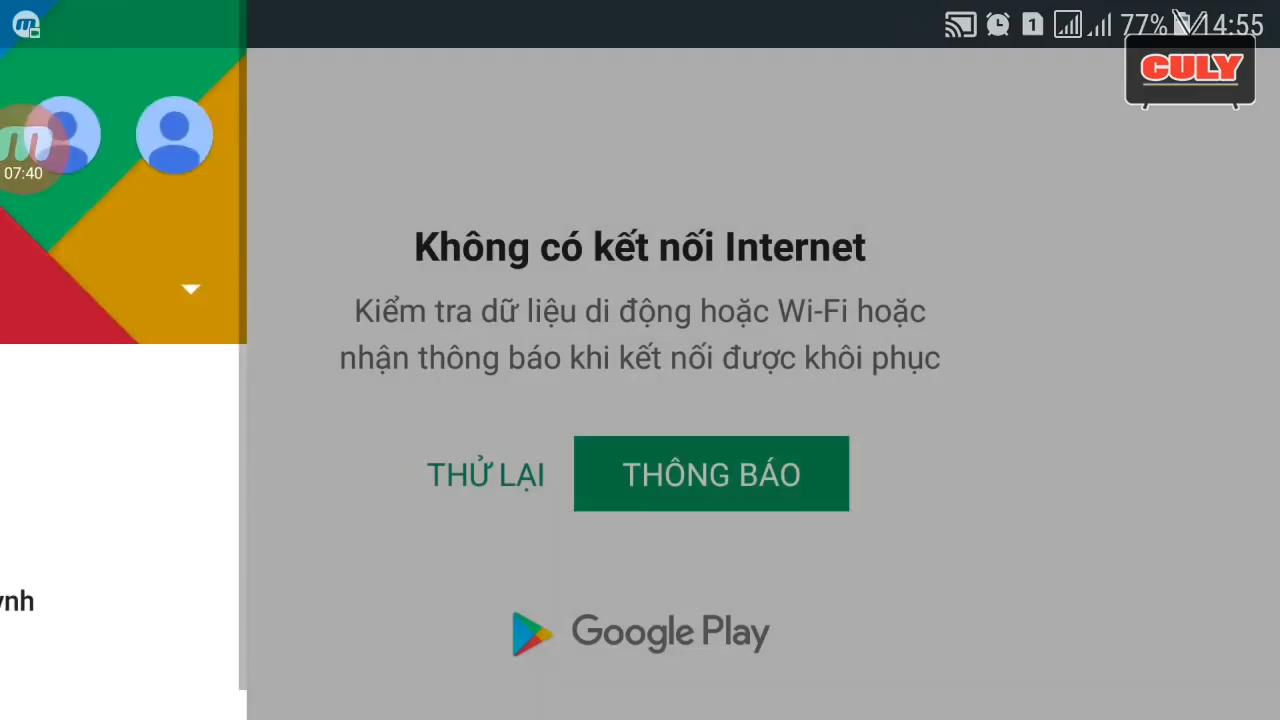 77% 14:55
CULY
m
07:40
Không có kết nối Internet
Kiểm tra dữ liệu di động hoặc Wi-Fi hoặc
nhận thông báo khi kết nối được khôi phục
THỬ LẠI THÔNG BÁO
ynh
Google Play